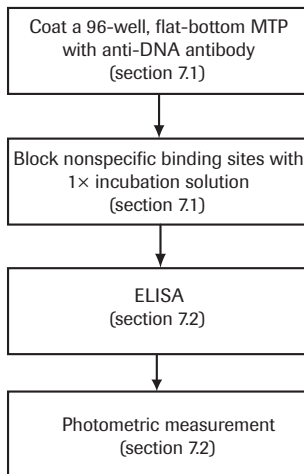 Coat a 96-well, flat-bottom MTP
with anti-DNA antibody
(section 7.1)
Block nonspecific binding sites with
1× incubation solution
(section 7.1)
ELISA
(section 7.2)
Photometric measurement
(section 7.2)